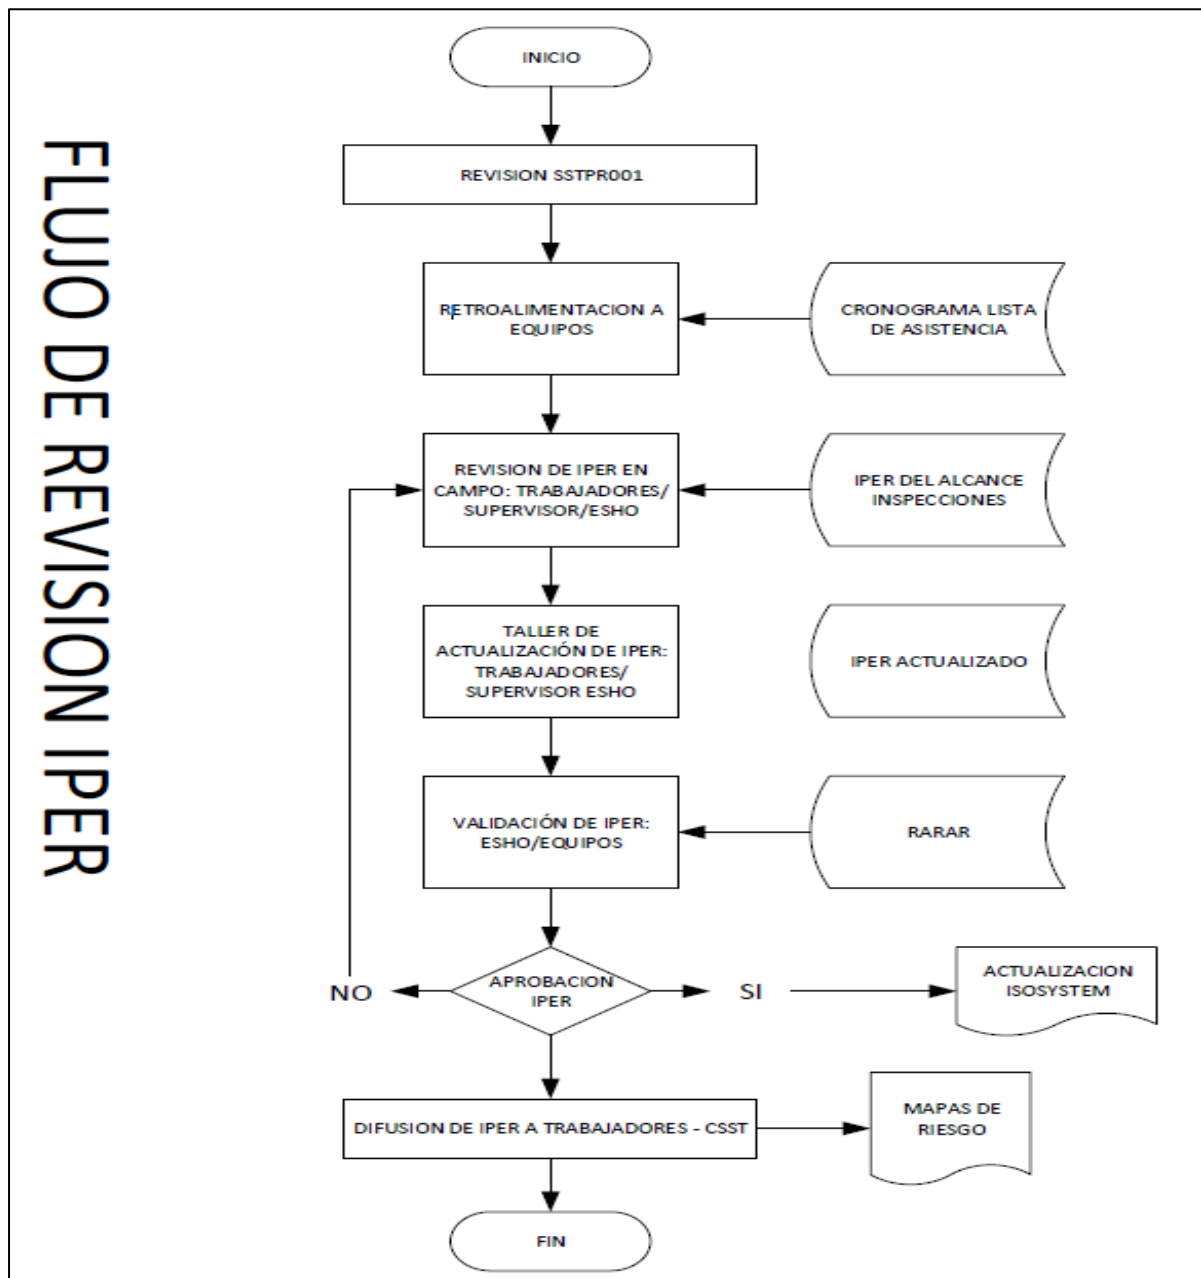 FLUJO DE REVISION IPER
INICIO
REVISION SSTPR001
RETROALIMENTACION A
EQUIPOS
CRONOGRAMA LISTA
DE ASISTENCIA
REVISION DE IPER EN
CAMPO: TRABAJADORES/
SUPERVISOR/ESHO
IPER DEL ALCANCE
INSPECCIONES
TALLER DE
ACTUALIZACIÓN DE IPER:
TRABAJADORES/
SUPERVISOR ESHO
IPER ACTUALIZADO
VALIDACIÓN DE IPER:
ESHO/EQUIPOS
RARAR
APROBACION
IPER
NO
SI
ACTUALIZACION
ISOSYSTEM
DIFUSION DE IPER A TRABAJADORES - CSST
MAPAS DE
RIESGO
FIN